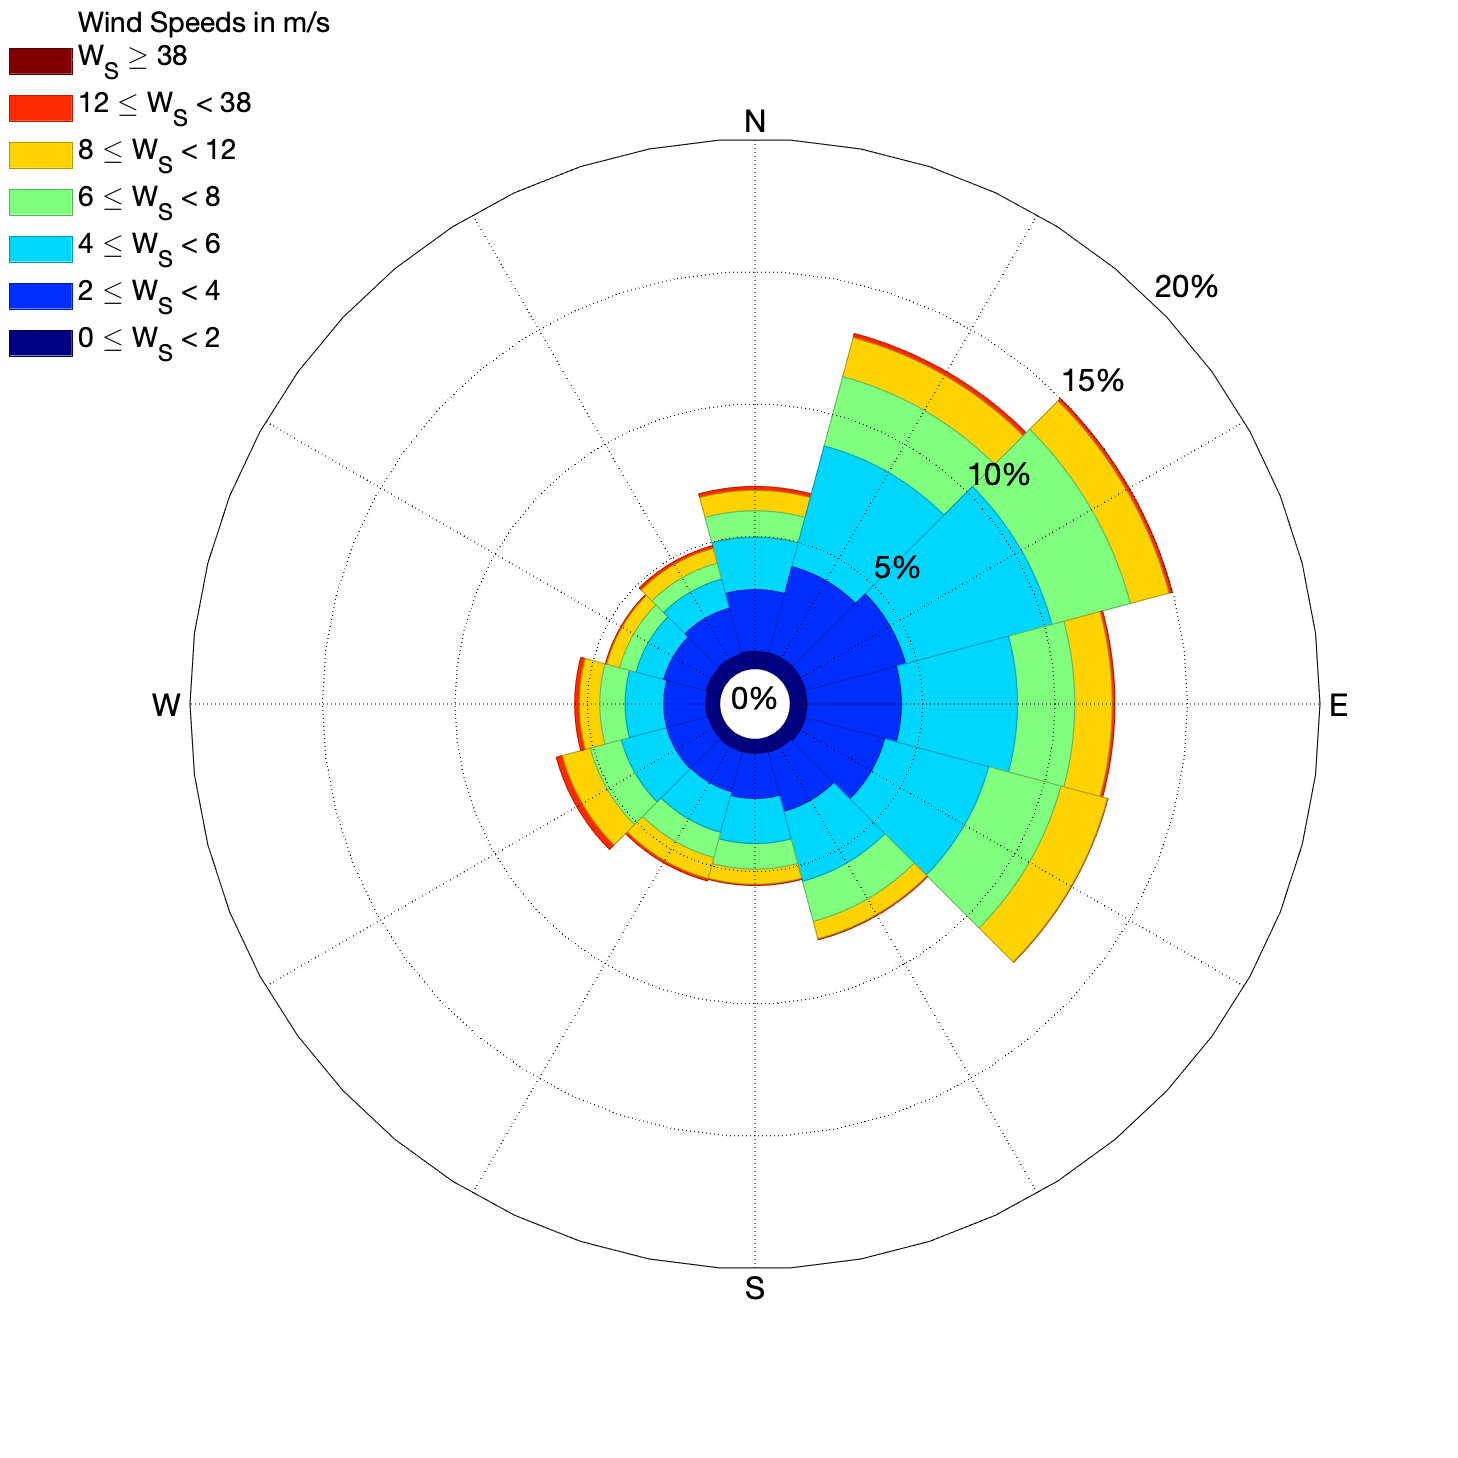 Wind Speeds in m/s
W_S ≥ 38
12 ≤ W_S < 38
8 ≤ W_S < 12
6 ≤ W_S < 8
4 ≤ W_S < 6
2 ≤ W_S < 4
0 ≤ W_S < 2
N
20%
15%
10%
5%
0%
W
E
S